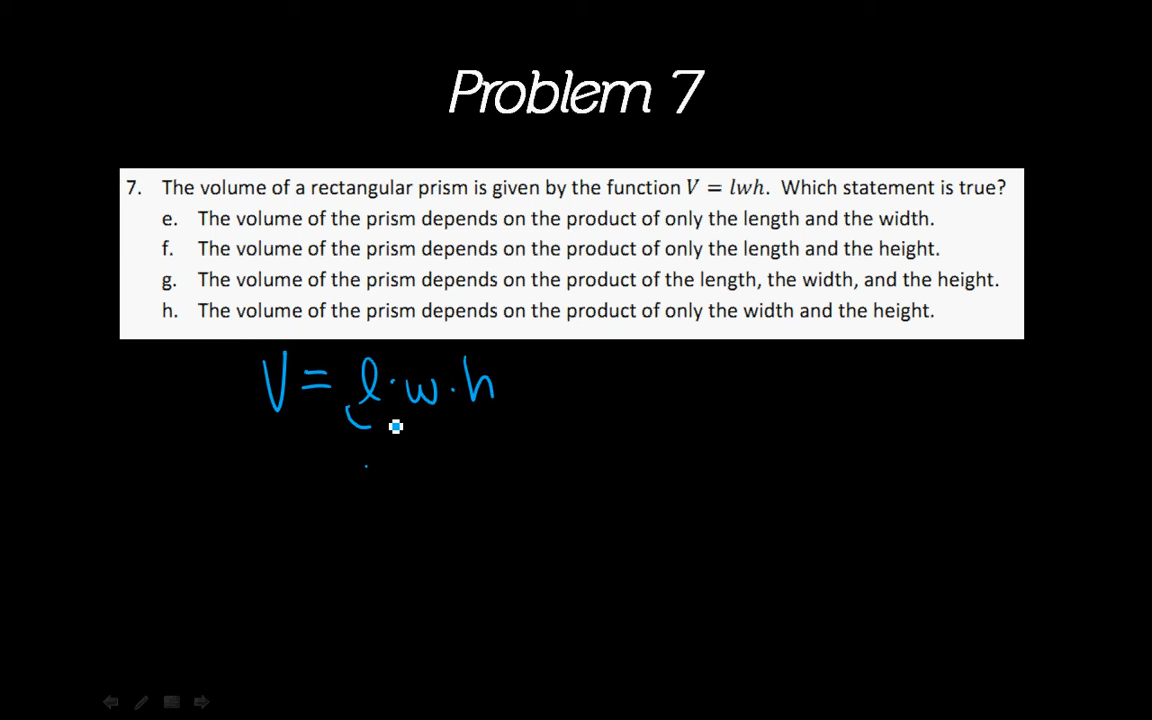 Problem 7
7. The volume of a rectangular prism is given by the function V = lwh. Which statement is true?
e. The volume of the prism depends on the product of only the length and the width.
f. The volume of the prism depends on the product of only the length and the height.
g. The volume of the prism depends on the product of the length, the width, and the height.
h. The volume of the prism depends on the product of only the width and the height.
V = l · w · h